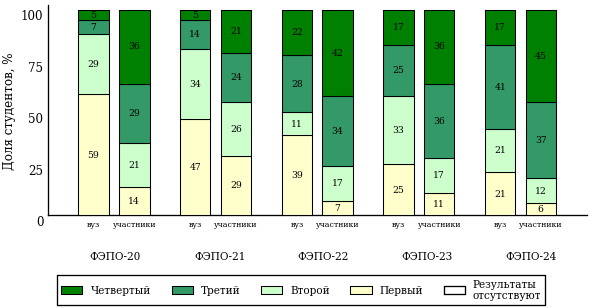 Доля студентов, %
100
75
50
25
0
5 36 5 21 22 42 17 36 17 45
7 29 14 24 28 34 25 36 41 37
29 21 34 26 11 17 33 17 21 12
59 14 47 29 39 7 25 11 21 6
вуз участники вуз участники вуз участники вуз участники вуз участники
ФЭПО-20 ФЭПО-21 ФЭПО-22 ФЭПО-23 ФЭПО-24
Четвертый Третий Второй Первый Результаты
отсутствуют